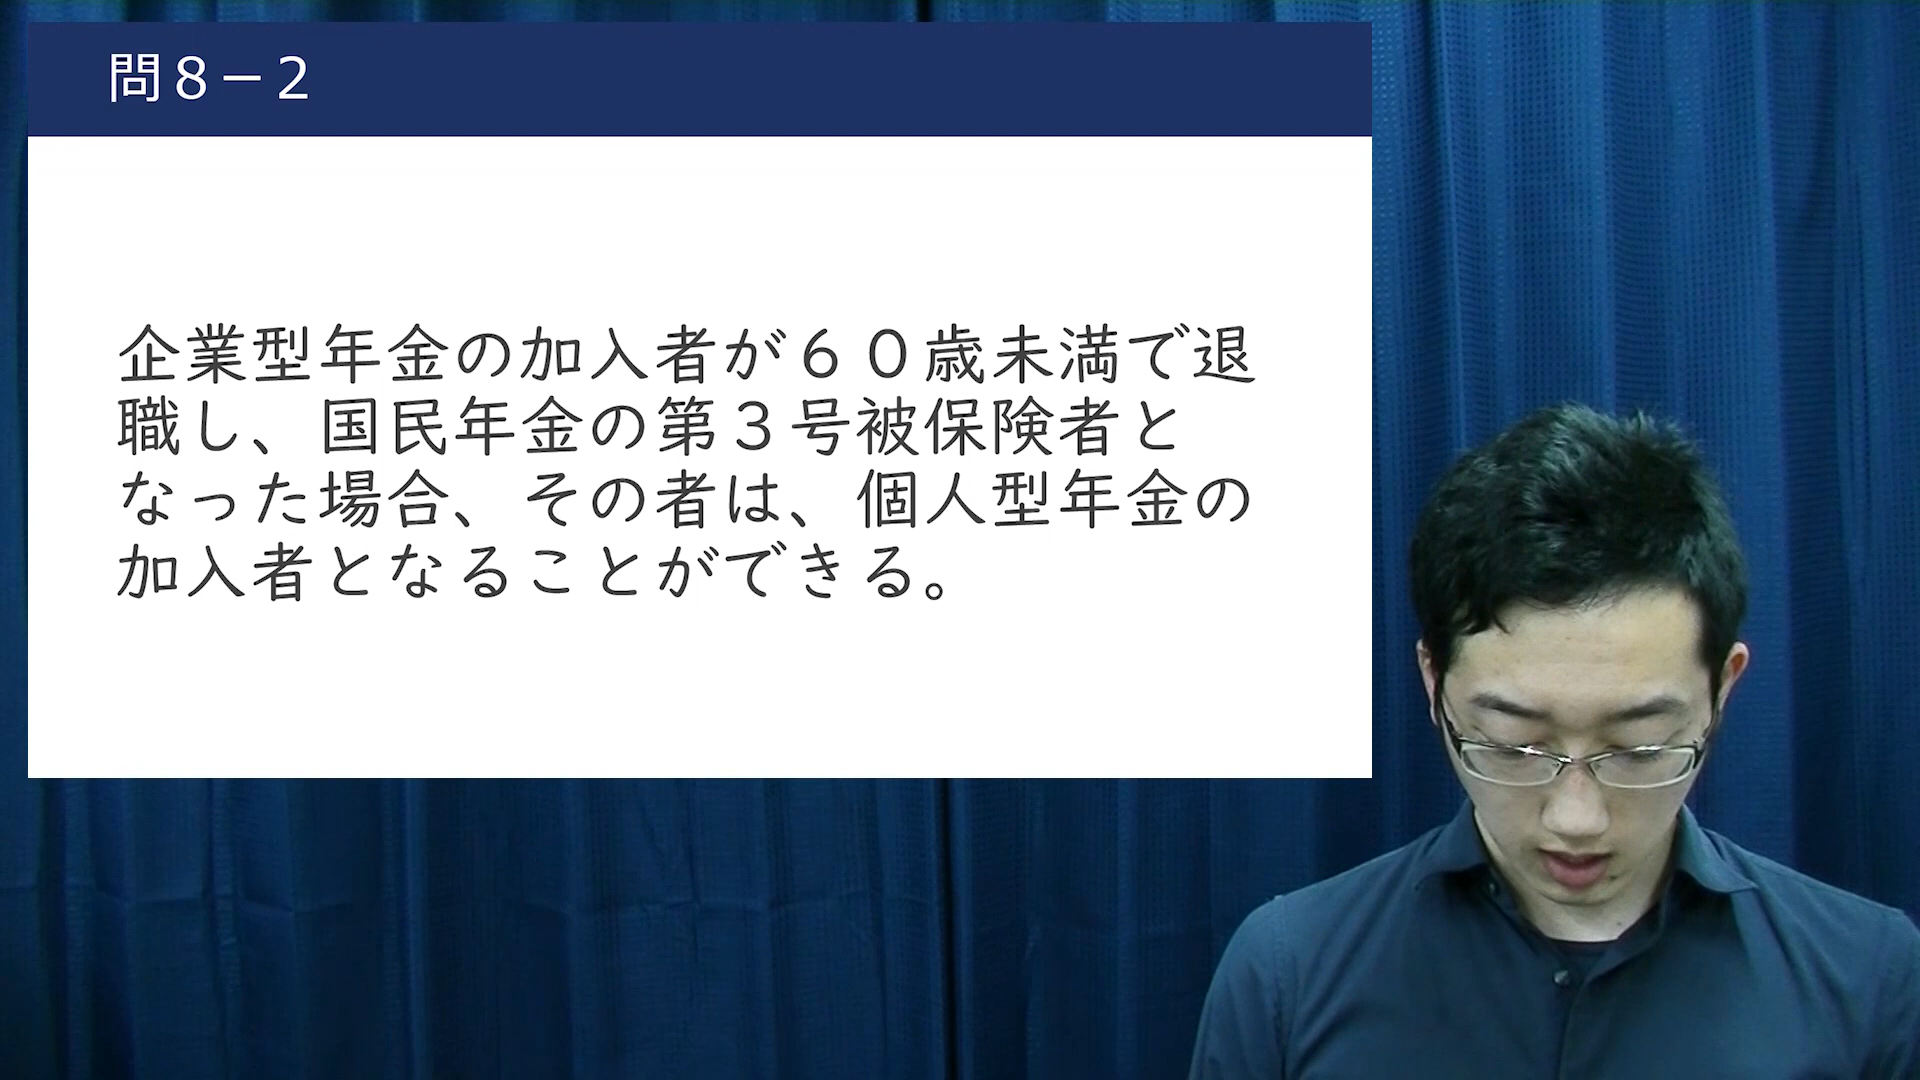 問８－２
企業型年金の加入者が６０歳未満で退
職し、国民年金の第３号被保険者と
なった場合、その者は、個人型年金の
加入者となることができる。